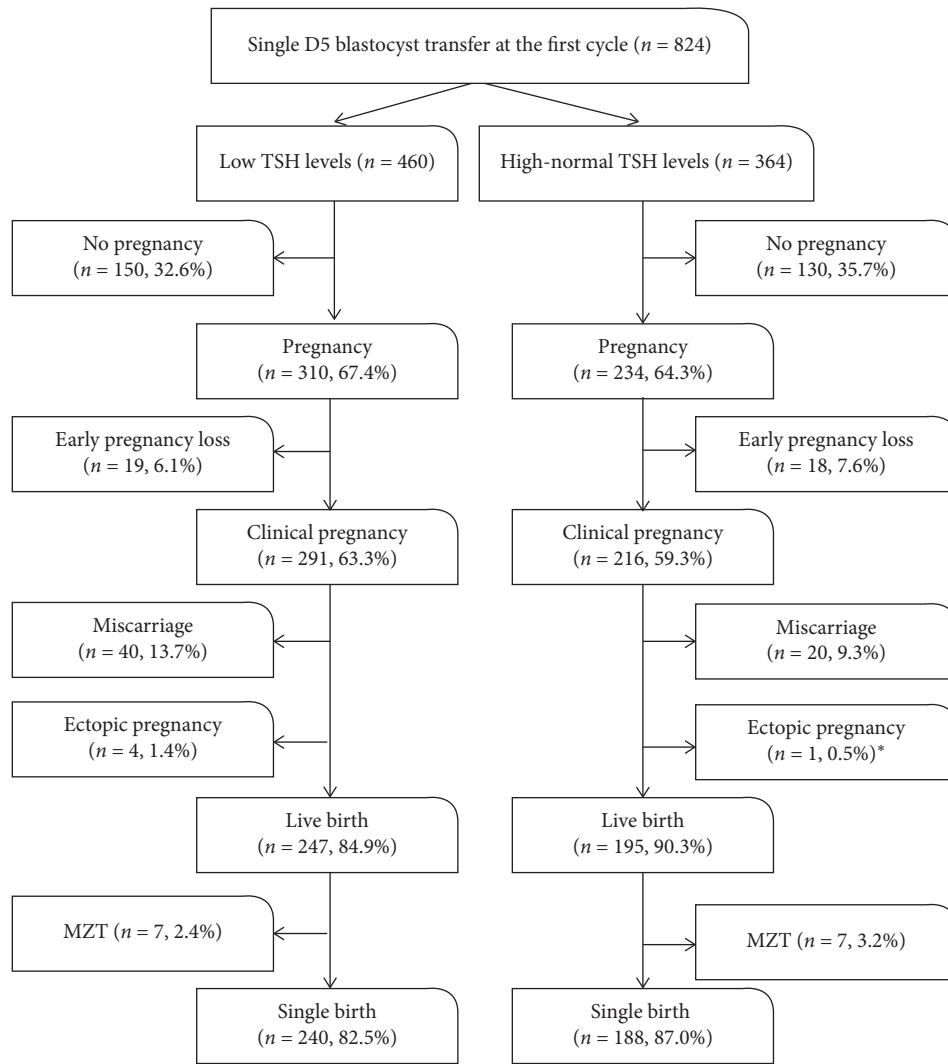 Single D5 blastocyst transfer at the first cycle (n = 824)
Low TSH levels (n = 460)
High-normal TSH levels (n = 364)
No pregnancy
(n = 150, 32.6%)
No pregnancy
(n = 130, 35.7%)
Pregnancy
(n = 310, 67.4%)
Pregnancy
(n = 234, 64.3%)
Early pregnancy loss
(n = 19, 6.1%)
Early pregnancy loss
(n = 18, 7.6%)
Clinical pregnancy
(n = 291, 63.3%)
Clinical pregnancy
(n = 216, 59.3%)
Miscarriage
(n = 40, 13.7%)
Miscarriage
(n = 20, 9.3%)
Ectopic pregnancy
(n = 4, 1.4%)
Ectopic pregnancy
(n = 1, 0.5%)*
Live birth
(n = 247, 84.9%)
Live birth
(n = 195, 90.3%)
MZT (n = 7, 2.4%)
MZT (n = 7, 3.2%)
Single birth
(n = 240, 82.5%)
Single birth
(n = 188, 87.0%)